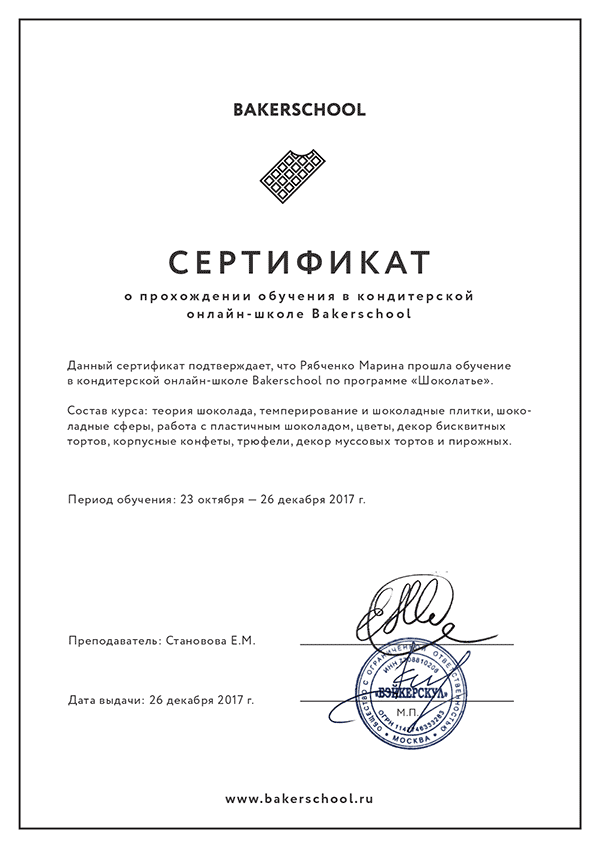 BAKERSCHOOL
СЕРТИФИКАТ
о прохождении обучения в кондитерской
онлайн-школе Bakerschool
Данный сертификат подтверждает, что Рябченко Марина прошла обучение
в кондитерской онлайн-школе Bakerschool по программе «Шоколатье».
Состав курса: теория шоколада, темперирование и шоколадные плитки, шоко-
ладные сферы, работа с пластичным шоколадом, цветы, декор бисквитных
тортов, корпусные конфеты, трюфели, декор муссовых тортов и пирожных.
Период обучения: 23 октября — 26 декабря 2017 г.
Преподаватель: Становова Е.М.
ОБЩЕСТВО С ОГРАНИЧЕННОЙ ОТВЕТСТВЕННОСТЬЮ
ИНН 7708810208
«БЭЙКЕРСКУЛ»
Дата выдачи: 26 декабря 2017 г.
М.П.
ОГРН
МОСКВА
www.bakerschool.ru